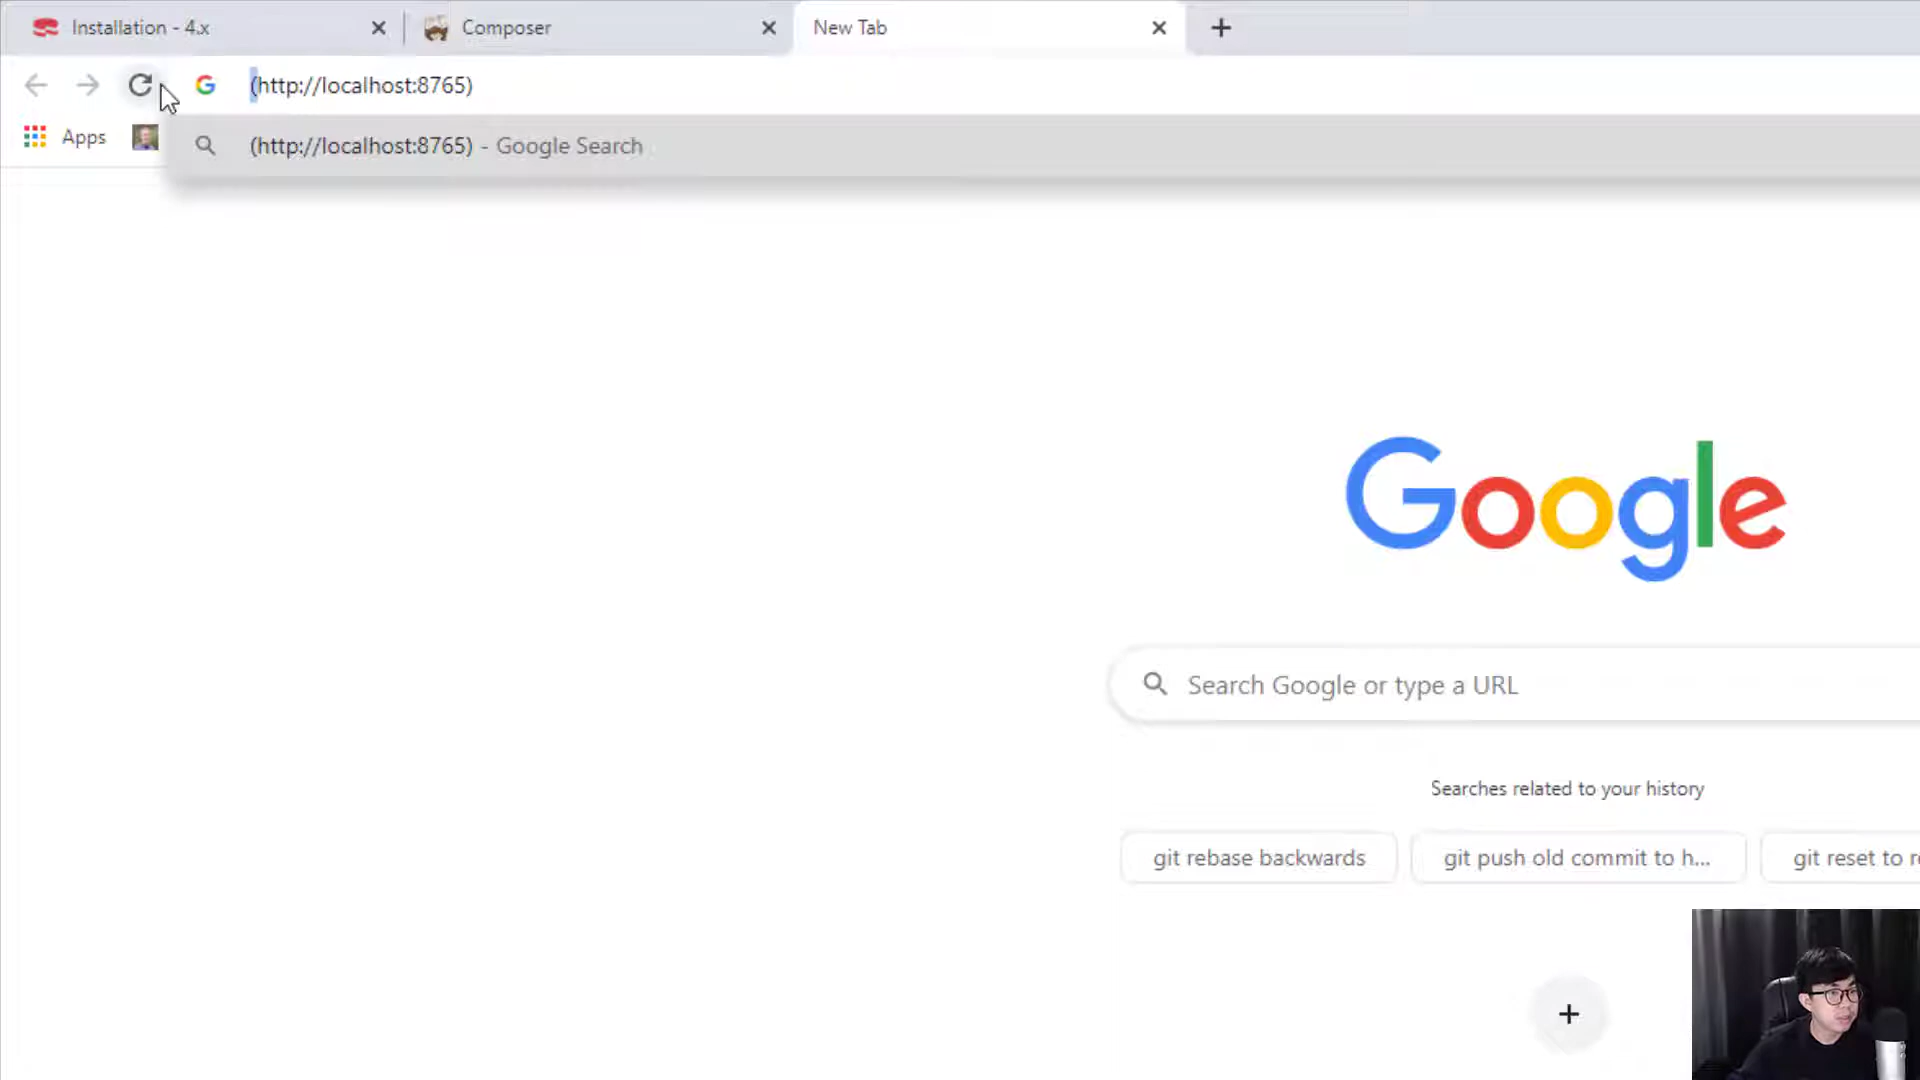 Installation - 4.x
Composer
New Tab
(http://localhost:8765)
Apps
(http://localhost:8765) - Google Search
Google
Search Google or type a URL
Searches related to your history
git rebase backwards
git push old commit to h...
git reset to r